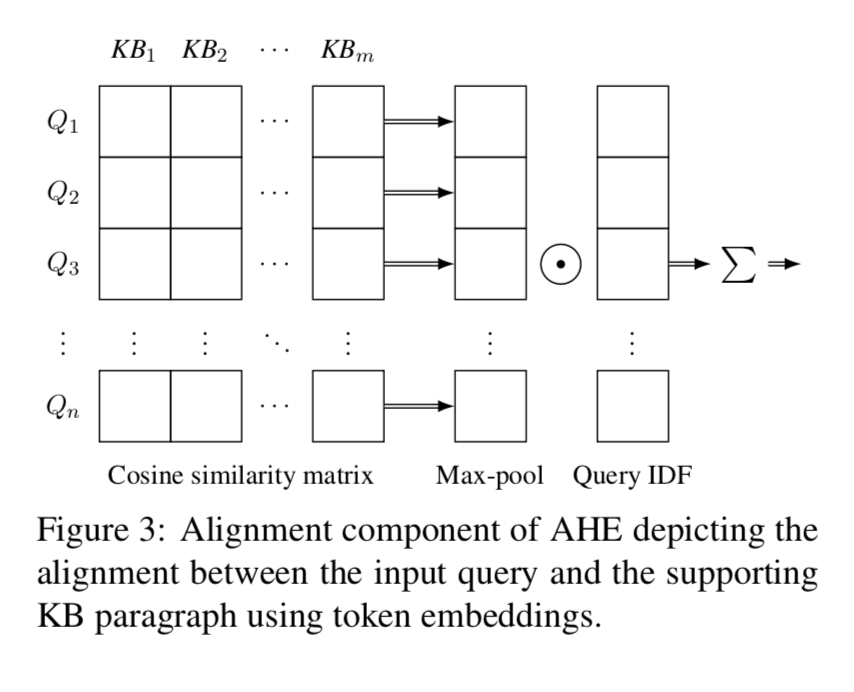 KB₁ KB₂ ··· KBₘ
Q₁ ···
Q₂ ···
Q₃ ··· ⊙ ∑
⋮ ⋮ ⋮ ⋱ ⋮ ⋮ ⋮
Qₙ ···
Cosine similarity matrix Max-pool Query IDF
Figure 3: Alignment component of AHE depicting the
alignment between the input query and the supporting
KB paragraph using token embeddings.